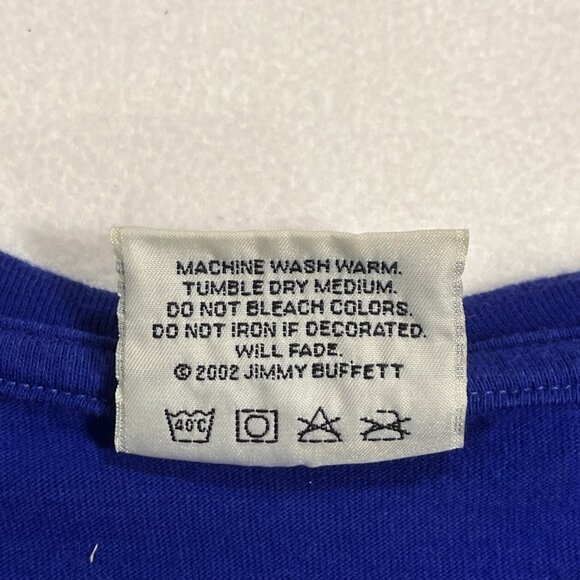 MACHINE WASH WARM.
TUMBLE DRY MEDIUM.
DO NOT BLEACH COLORS.
DO NOT IRON IF DECORATED.
WILL FADE.
© 2002 JIMMY BUFFETT
40°C